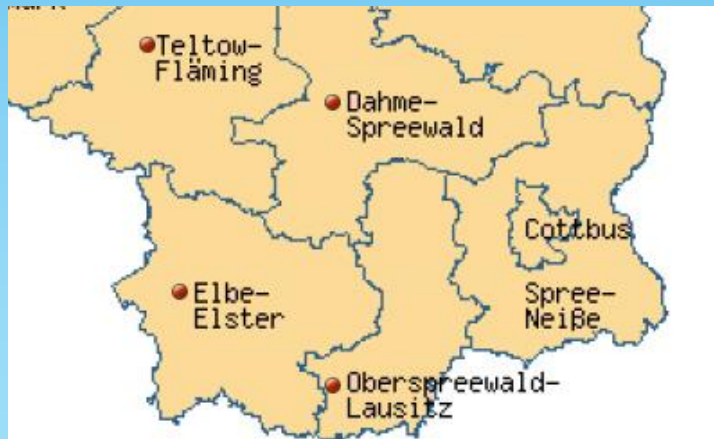 Teltow-
Fläming
Dahme-
Spreewald
Cottbus
Elbe-
Elster
Spree-
Neiße
Oberspreewald-
Lausitz